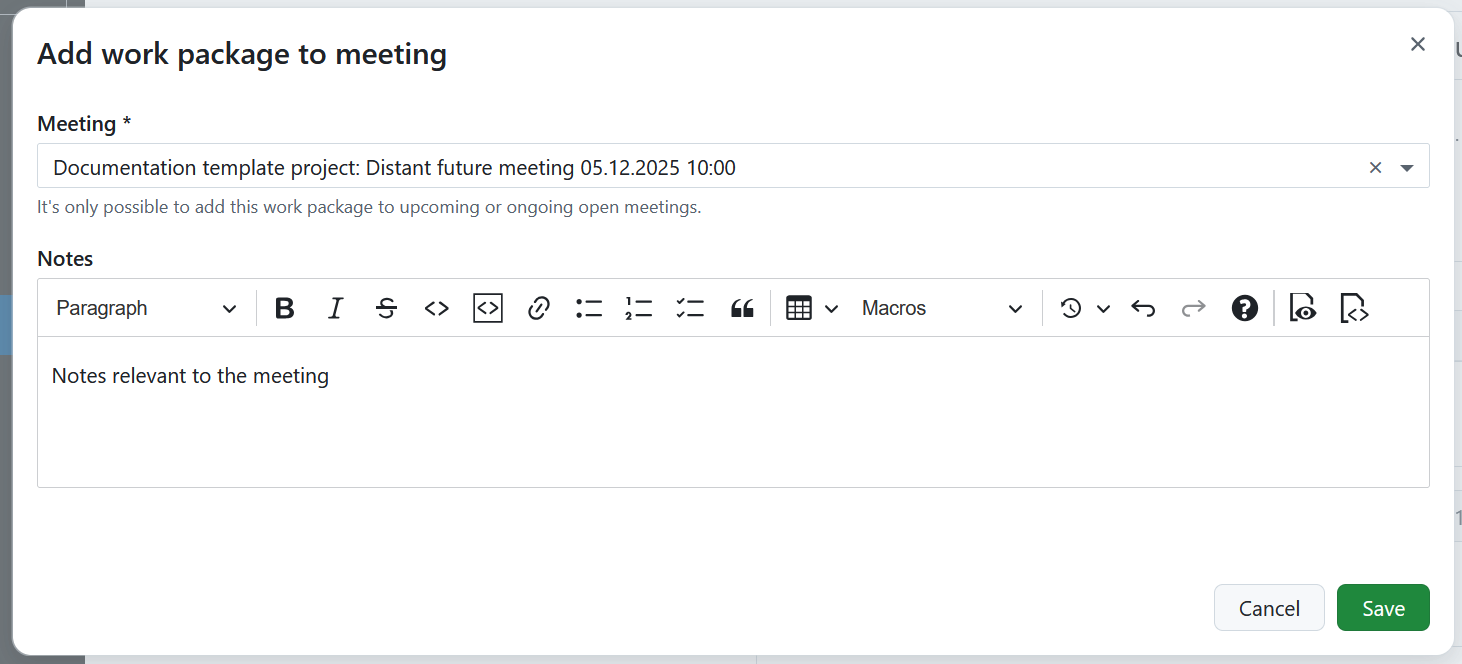 Add work package to meeting
Meeting *
Documentation template project: Distant future meeting 05.12.2025 10:00
It's only possible to add this work package to upcoming or ongoing open meetings.
Notes
Paragraph Macros
Notes relevant to the meeting
Cancel Save